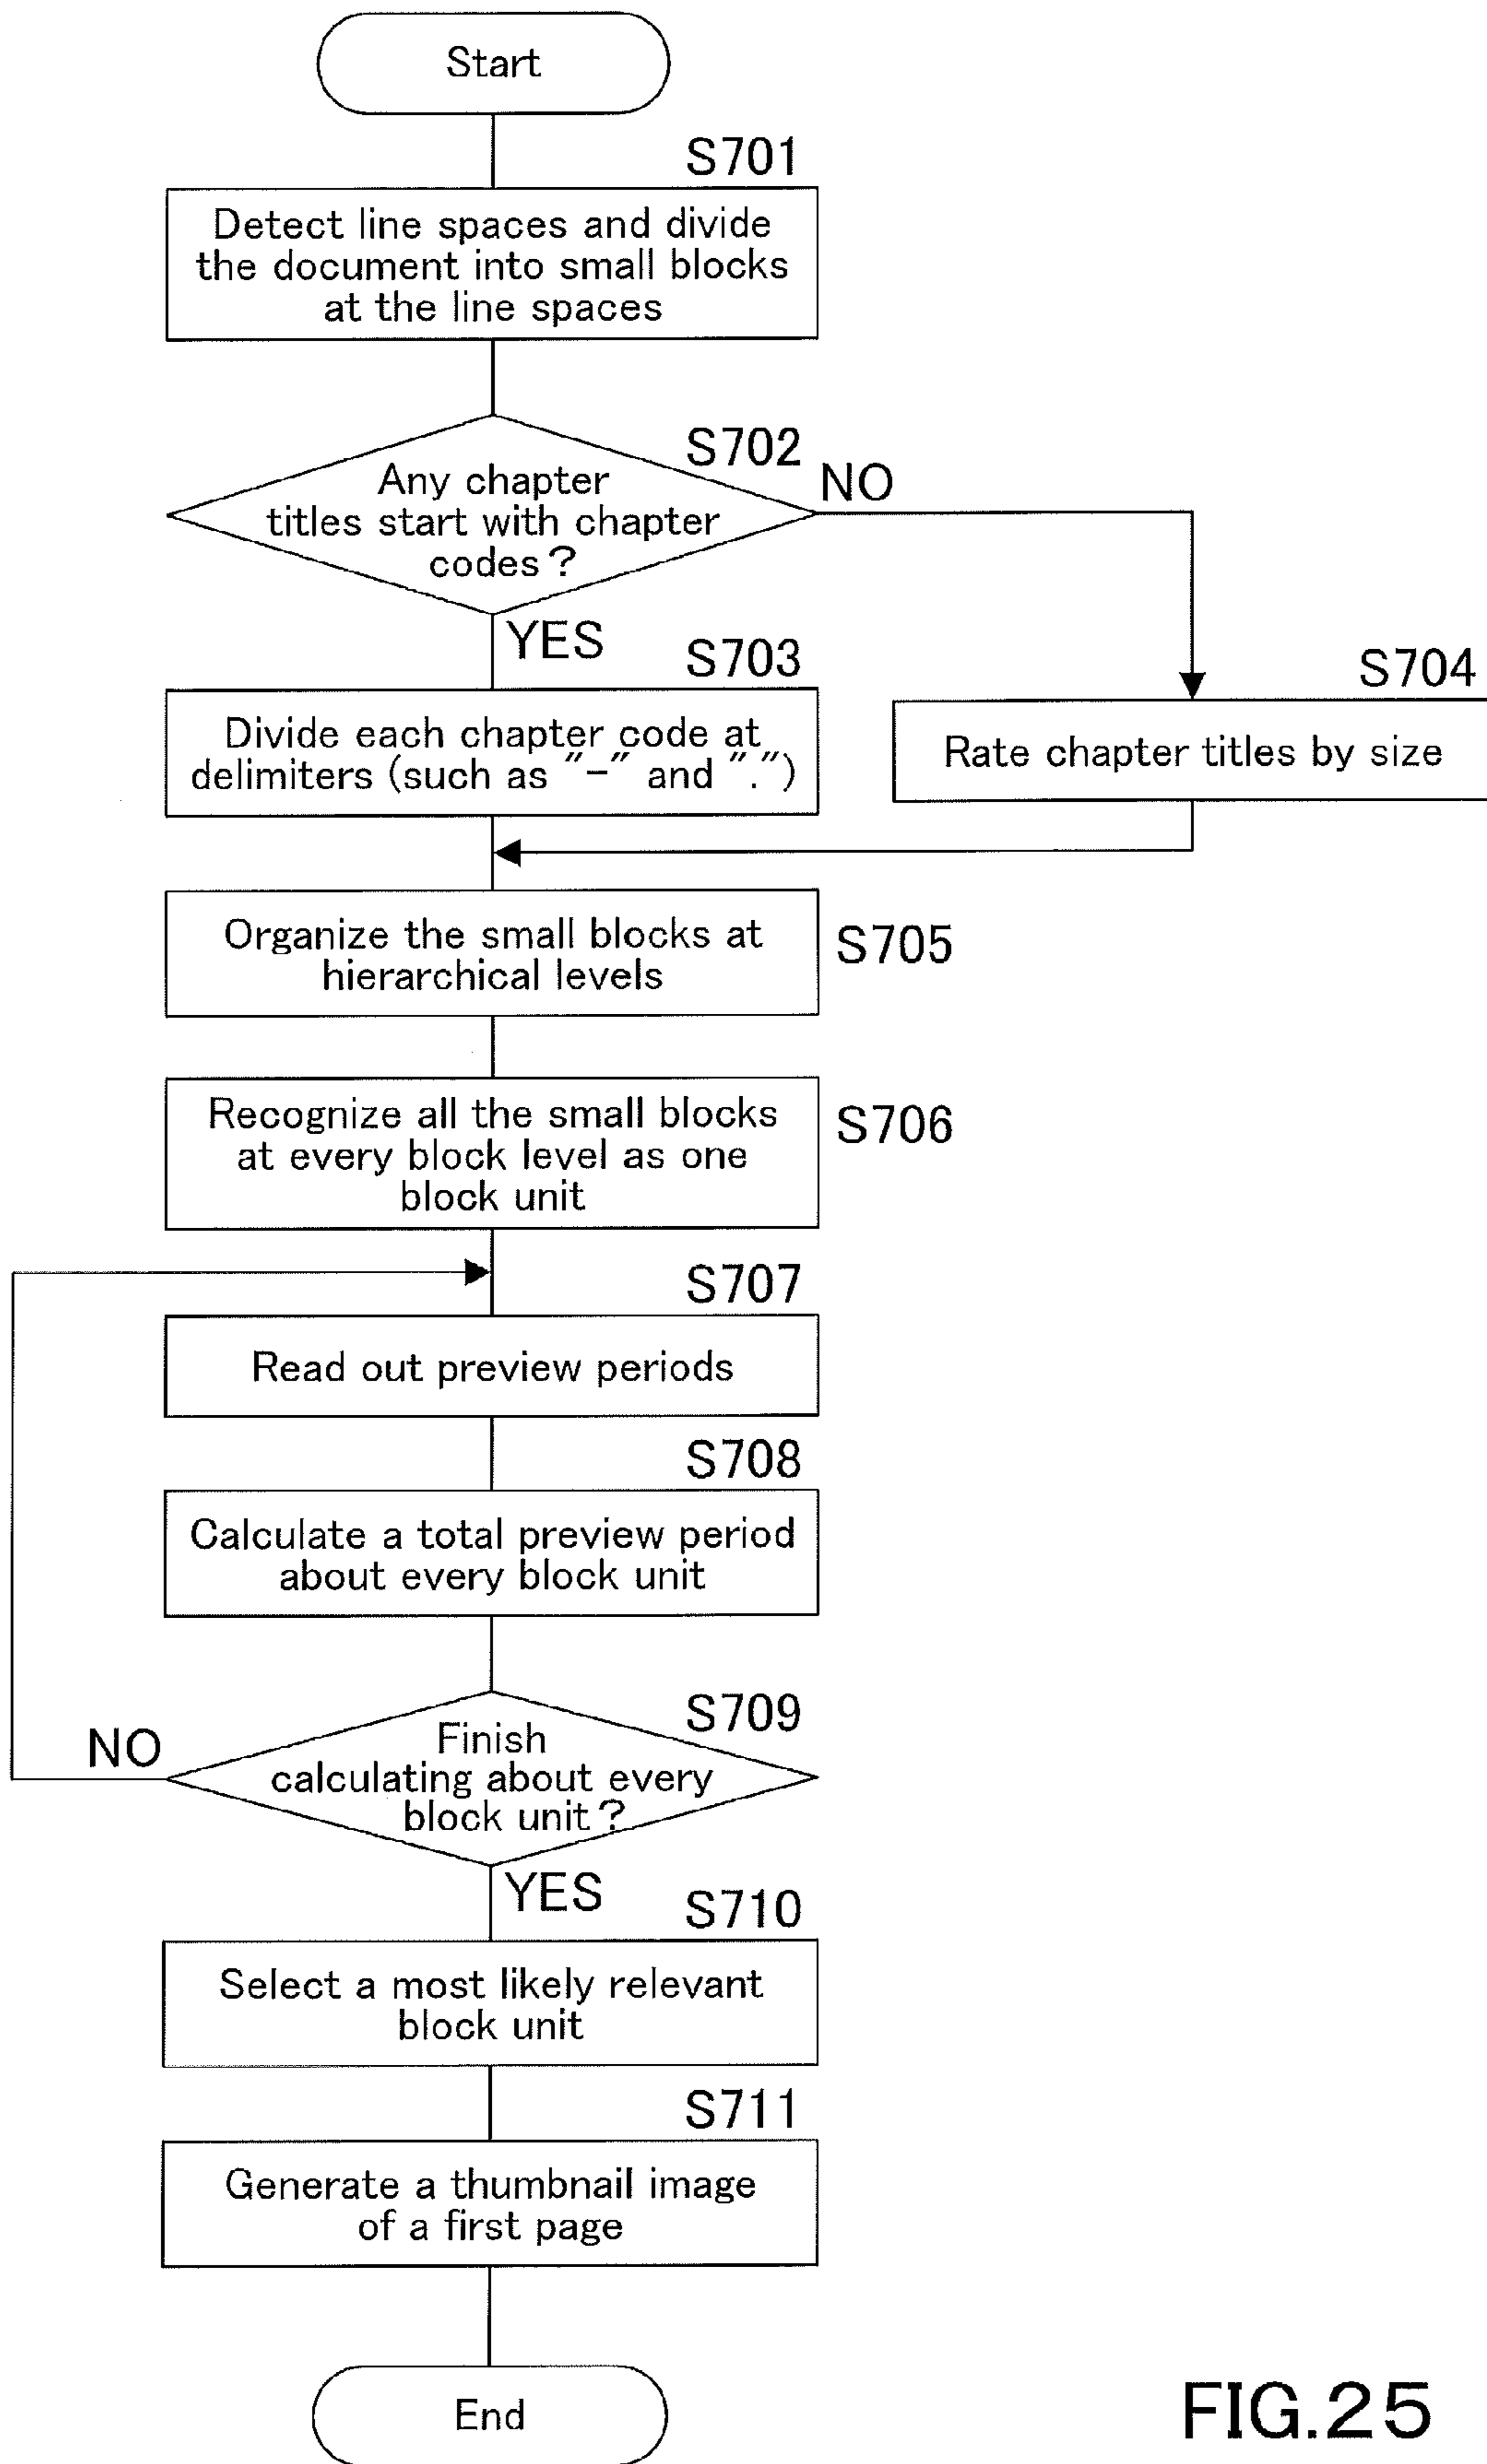 Start
S701
Detect line spaces and divide
the document into small blocks
at the line spaces
S702
Any chapter
titles start with chapter
codes?
NO
YES
S703
Divide each chapter code at
delimiters (such as "-" and ".")
S704
Rate chapter titles by size
Organize the small blocks at
hierarchical levels
S705
Recognize all the small blocks
at every block level as one
block unit
S706
S707
Read out preview periods
S708
Calculate a total preview period
about every block unit
S709
Finish
calculating about every
block unit?
NO
YES
S710
Select a most likely relevant
block unit
S711
Generate a thumbnail image
of a first page
End
FIG.25